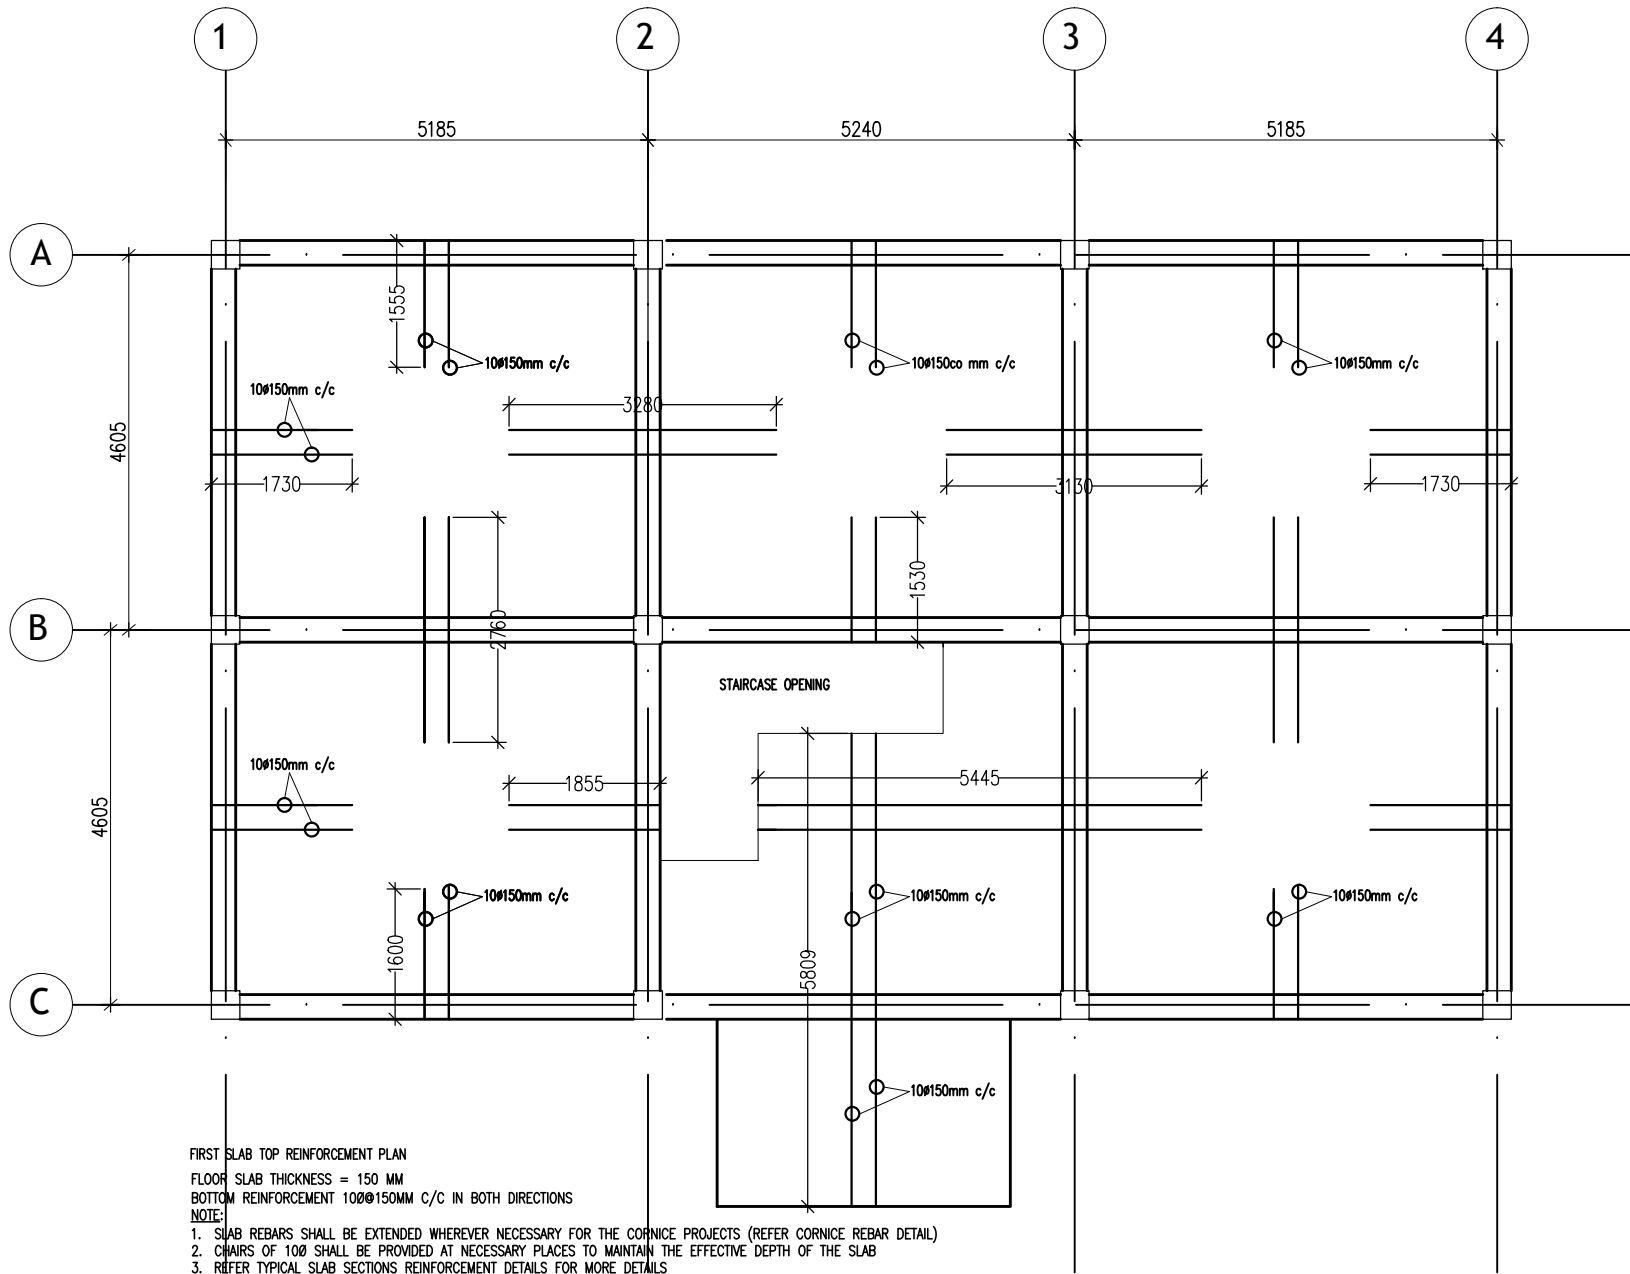 1 2 3 4
5185 5240 5185
A
1555
10ø150mm c/c 10ø150co mm c/c 10ø150mm c/c
10ø150mm c/c
3280
4605
1730 3130 1730
1530
2760
B
STAIRCASE OPENING
10ø150mm c/c
1855 5445
4605
10ø150mm c/c 10ø150mm c/c 10ø150mm c/c
1600
5809
C
10ø150mm c/c
FIRST SLAB TOP REINFORCEMENT PLAN
FLOOR SLAB THICKNESS = 150 MM
BOTTOM REINFORCEMENT 10Ø@150MM C/C IN BOTH DIRECTIONS
NOTE:
1. SLAB REBARS SHALL BE EXTENDED WHEREVER NECESSARY FOR THE CORNICE PROJECTS (REFER CORNICE REBAR DETAIL)
2. CHAIRS OF 10Ø SHALL BE PROVIDED AT NECESSARY PLACES TO MAINTAIN THE EFFECTIVE DEPTH OF THE SLAB
3. REFER TYPICAL SLAB SECTIONS REINFORCEMENT DETAILS FOR MORE DETAILS